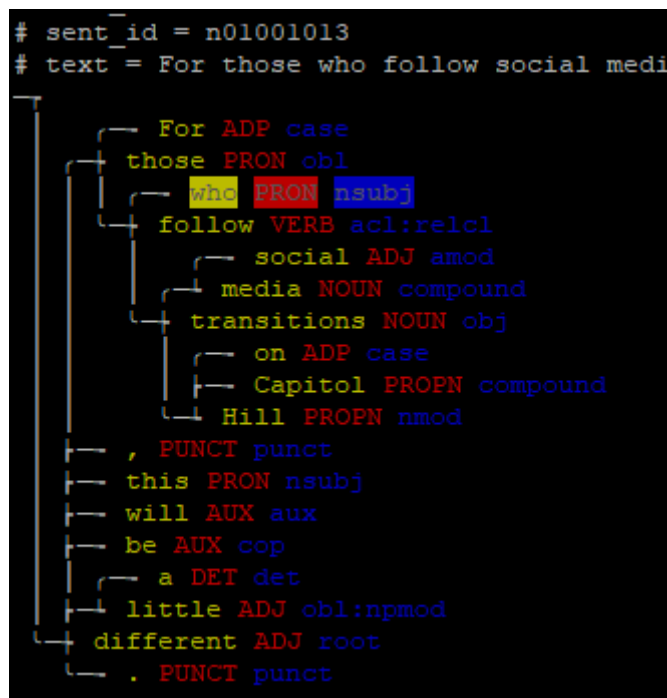 # sent_id = n01001013
# text = For those who follow social medi
For ADP case
those PRON obl
who PRON nsubj
follow VERB acl:relcl
social ADJ amod
media NOUN compound
transitions NOUN obj
on ADP case
Capitol PROPN compound
Hill PROPN nmod
, PUNCT punct
this PRON nsubj
will AUX aux
be AUX cop
a DET det
little ADJ obl:npmod
different ADJ root
. PUNCT punct